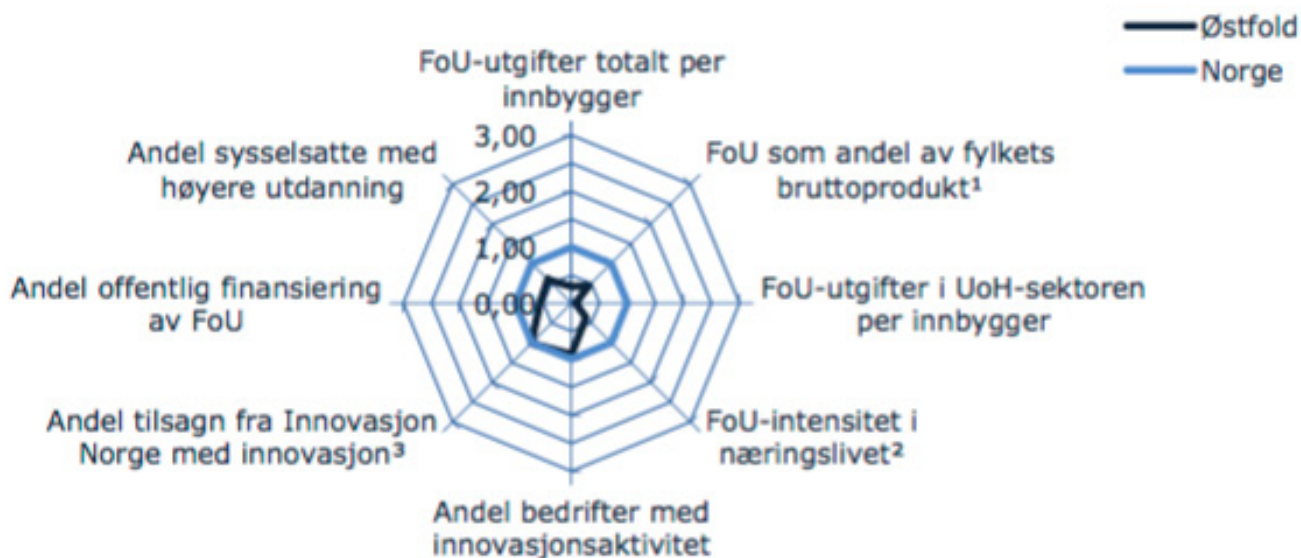 Østfold
Norge
FoU-utgifter totalt per
innbygger
FoU som andel av fylkets
bruttoprodukt¹
FoU-utgifter i UoH-sektoren
per innbygger
FoU-intensitet i
næringslivet²
Andel bedrifter med
innovasjonsaktivitet
Andel tilsagn fra Innovasjon
Norge med innovasjon³
Andel offentlig finansiering
av FoU
Andel sysselsatte med
høyere utdanning
3,00
2,00
1,00
0,00